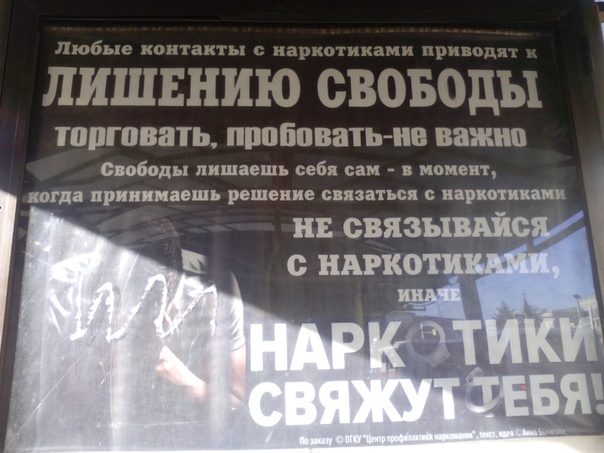 Любые контакты с наркотиками приводят к
ЛИШЕНИЮ СВОБОДЫ
торговать, пробовать-не важно
Свободы лишаешь себя сам - в момент,
когда принимаешь решение связаться с наркотиками
НЕ СВЯЗЫВАЙСЯ
С НАРКОТИКАМИ,
ИНАЧЕ
НАРКОТИКИ
СВЯЖУТ ТЕБЯ!
По заказу © ОГКУ "Центр профилактики наркомании", текст, идея © Анна